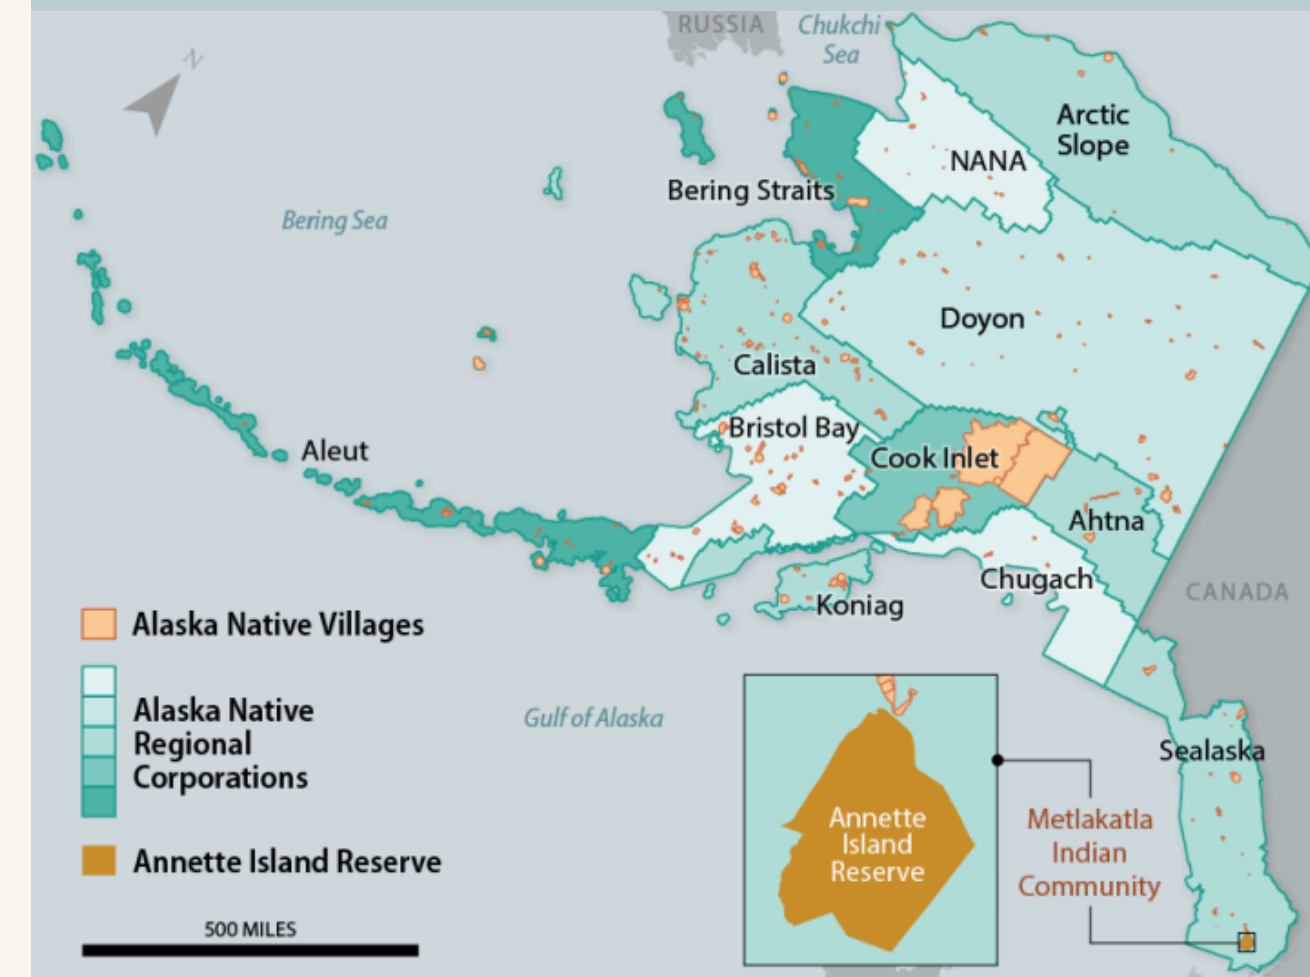 RUSSIA
Chukchi
Sea
N
Arctic
Slope
NANA
Bering Straits
Bering Sea
Doyon
Calista
Bristol Bay
Aleut
Cook Inlet
Ahtna
Chugach
CANADA
Koniag
Alaska Native Villages
Alaska Native
Regional
Corporations
Gulf of Alaska
Sealaska
Annette
Island
Reserve
Metlakatla
Indian
Community
Annette Island Reserve
500 MILES